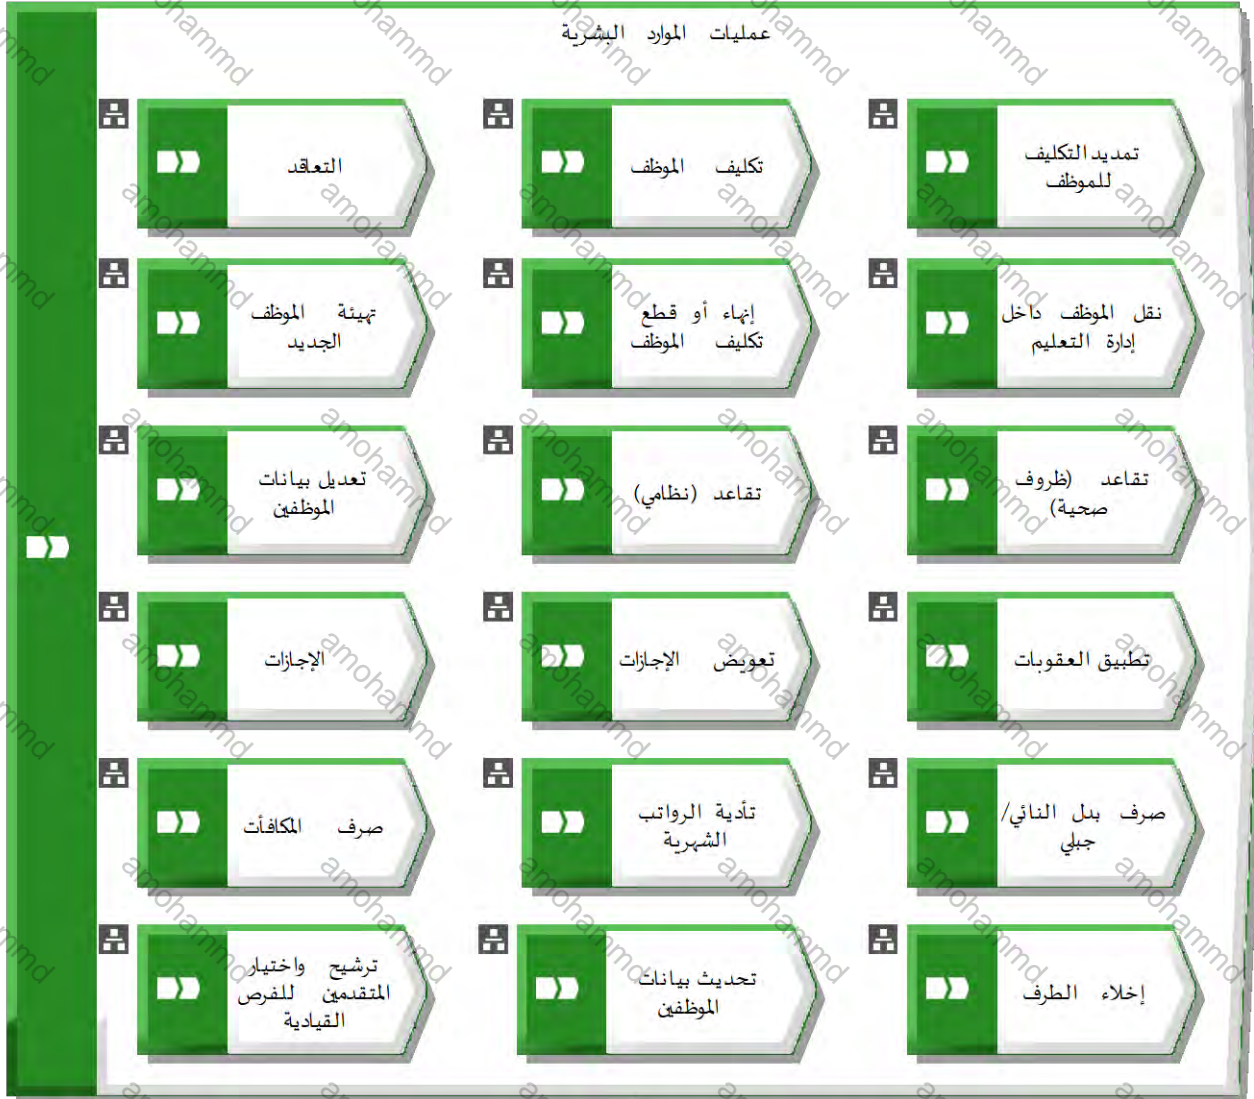 عمليات الموارد البشرية
تمديد التكليف
للموظف
تكليف الموظف
التعاقد
نقل الموظف داخل
إدارة التعليم
إنهاء أو قطع
تكليف الموظف
تهيئة الموظف
الجديد
تقاعد (ظروف
صحية)
تقاعد (نظامي)
تعديل بيانات
الموظفين
تطبيق العقوبات
تعويض الإجازات
الإجازات
صرف بدل النائي/
جبلي
تأدية الرواتب
الشهرية
صرف المكافأت
إخلاء الطرف
تحديث بيانات
الموظفين
ترشيح واختيار
المتقدمين للفرص
القيادية
amohammd